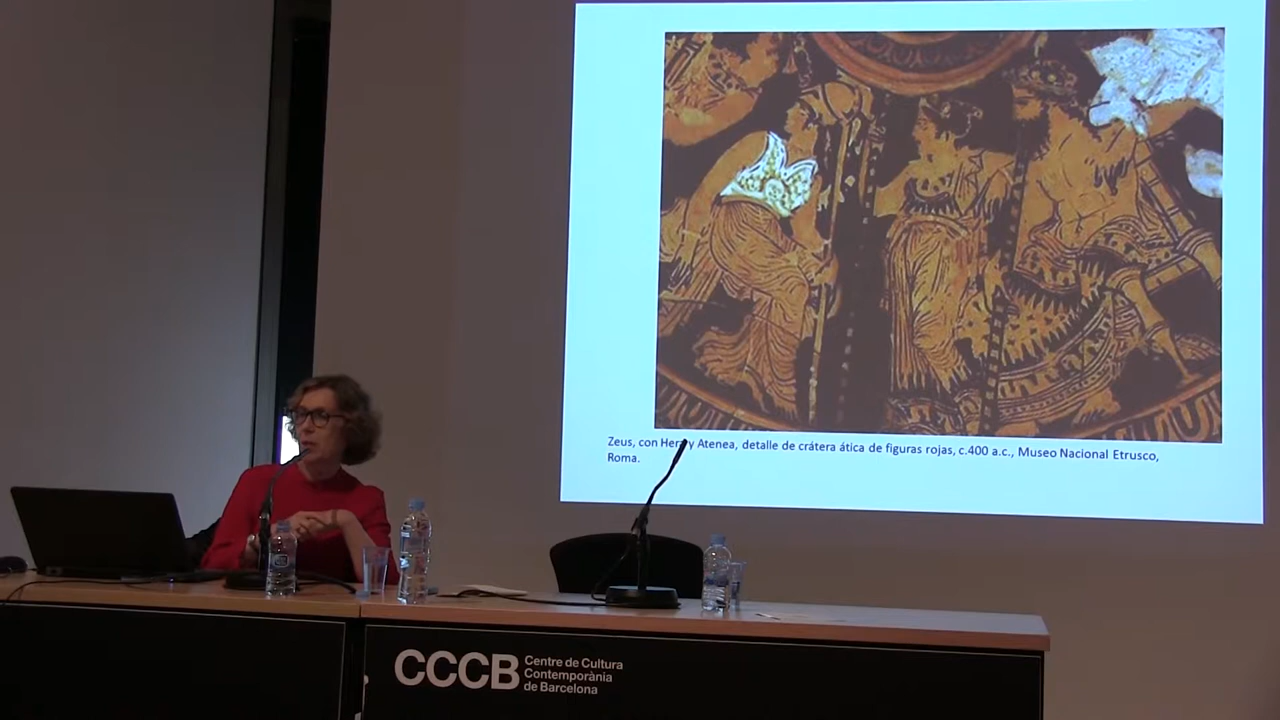 Zeus, con Hera y Atenea, detalle de crátera ática de figuras rojas, c.400 a.c., Museo Nacional Etrusco,
Roma.
CCCB
Centre de Cultura
Contemporània
de Barcelona